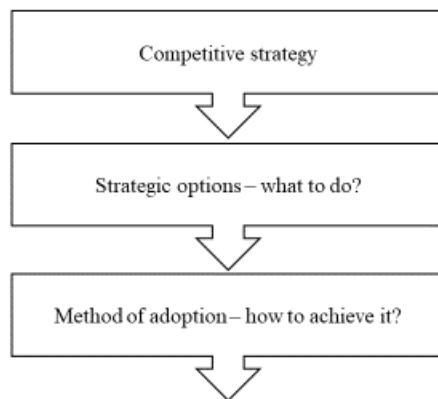 Competitive strategy
Strategic options – what to do?
Method of adoption – how to achieve it?